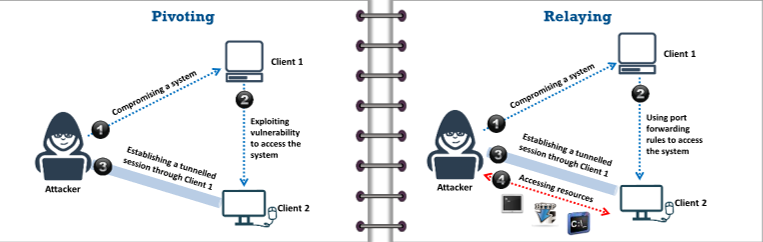 Pivoting
Client 1
Compromising a system
1
2
Exploiting
vulnerability
to access the
system
Establishing a tunnelled
session through Client 1
3
Attacker
Client 2
Relaying
Client 1
Compromising a system
1
2
Using port
forwarding
rules to access
the system
Establishing a tunnelled
session through Client 1
3
4
Accessing resources
Attacker
Client 2
C:\